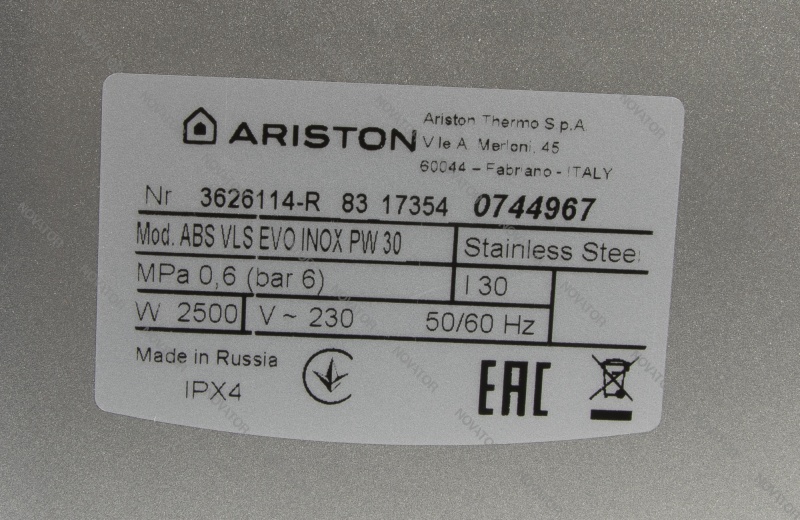 ARISTON
Ariston Thermo S.p.A.
V.le A. Merloni, 45
60044 – Fabriano - ITALY
Nr 3626114-R 83 17354 0744967
Mod. ABS VLS EVO INOX PW 30 Stainless Steel
MPa 0,6 (bar 6) l 30
W 2500 V ~ 230 50/60 Hz
Made in Russia
IPX4
EAC
NOVATOR